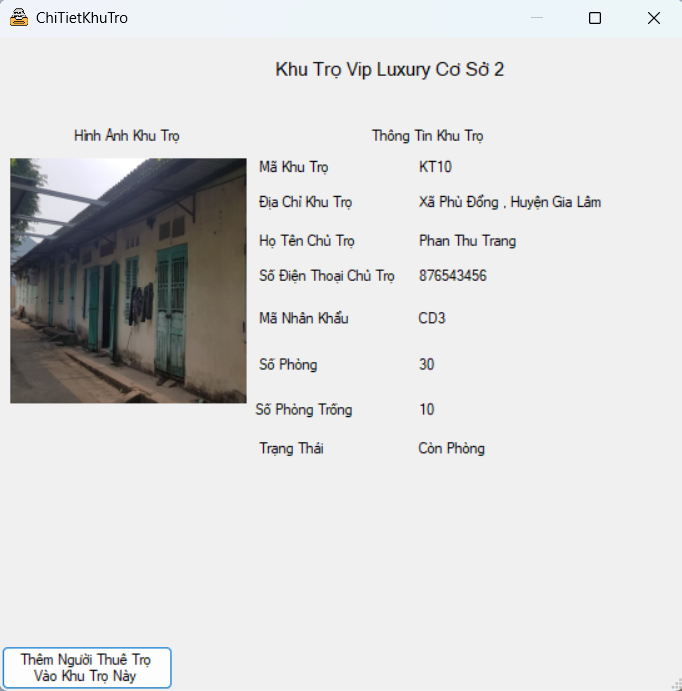 ChiTietKhuTro
Khu Trọ Vip Luxury Cơ Sở 2
Hình Ảnh Khu Trọ
Thông Tin Khu Trọ
Mã Khu Trọ KT10
Địa Chỉ Khu Trọ Xã Phù Đổng , Huyện Gia Lâm
Họ Tên Chủ Trọ Phan Thu Trang
Số Điện Thoại Chủ Trọ 876543456
Mã Nhân Khẩu CD3
Số Phòng 30
Số Phòng Trống 10
Trạng Thái Còn Phòng
Thêm Người Thuê Trọ
Vào Khu Trọ Này